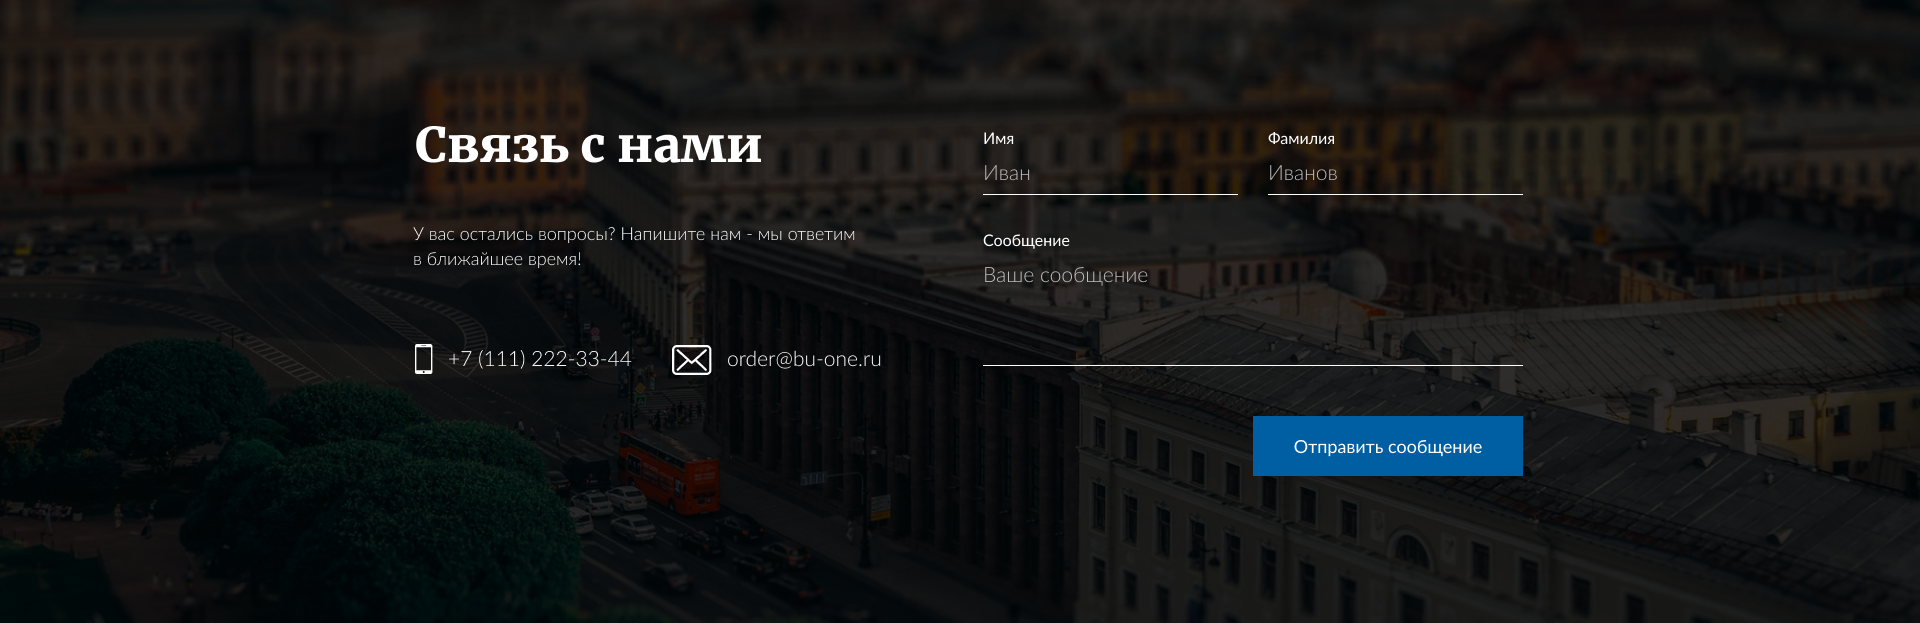 Связь с нами
У вас остались вопросы? Напишите нам - мы ответим
в ближайшее время!
+7 (111) 222-33-44
order@bu-one.ru
Имя
Иван
Фамилия
Иванов
Сообщение
Ваше сообщение
Отправить сообщение